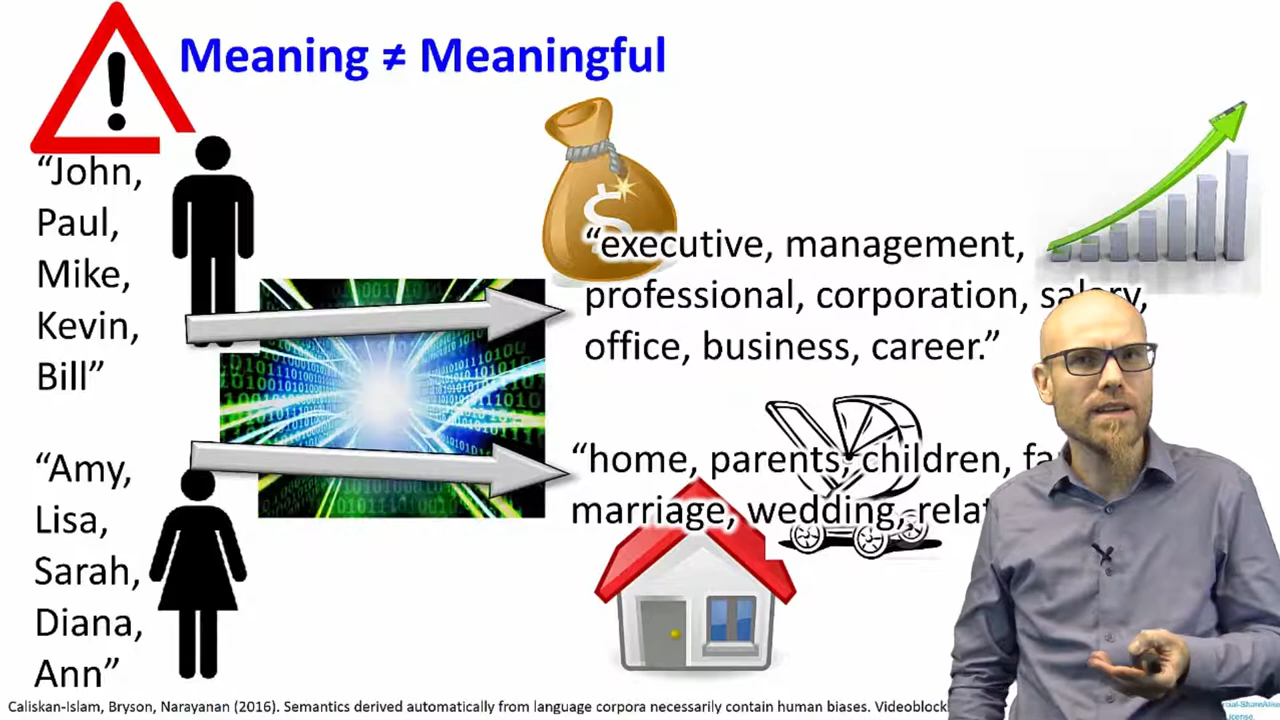 Meaning ≠ Meaningful
“John,
Paul,
Mike,
Kevin,
Bill”
“executive, management,
professional, corporation, salary,
office, business, career.”
“Amy,
Lisa,
Sarah,
Diana,
Ann”
“home, parents, children,
marriage, wedding,
Caliskan-Islam, Bryson, Narayanan (2016). Semantics derived automatically from language corpora necessarily contain human biases. Videoblock
License.